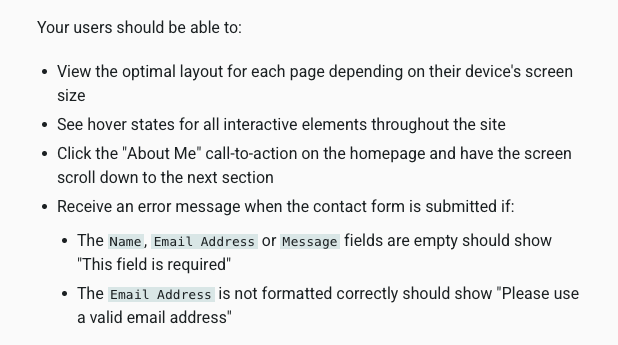 Your users should be able to:
• View the optimal layout for each page depending on their device's screen
size
• See hover states for all interactive elements throughout the site
• Click the "About Me" call-to-action on the homepage and have the screen
scroll down to the next section
• Receive an error message when the contact form is submitted if:
• The Name, Email Address or Message fields are empty should show
"This field is required"
• The Email Address is not formatted correctly should show "Please use
a valid email address"